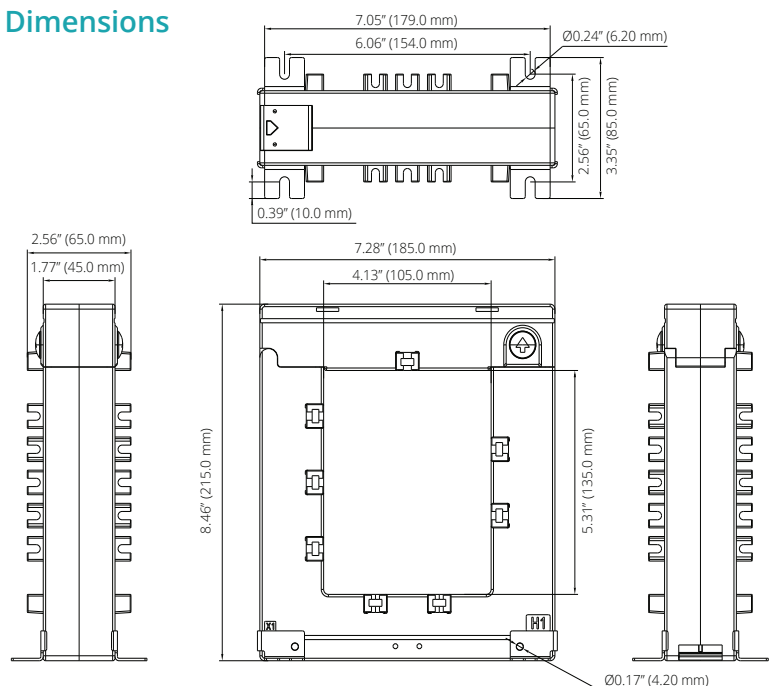 Dimensions
7.05" (179.0 mm)
6.06" (154.0 mm)
Ø0.24" (6.20 mm)
2.56" (65.0 mm)
3.35" (85.0 mm)
0.39" (10.0 mm)
2.56" (65.0 mm)
1.77" (45.0 mm)
7.28" (185.0 mm)
4.13" (105.0 mm)
8.46" (215.0 mm)
5.31" (135.0 mm)
X1
H1
Ø0.17" (4.20 mm)